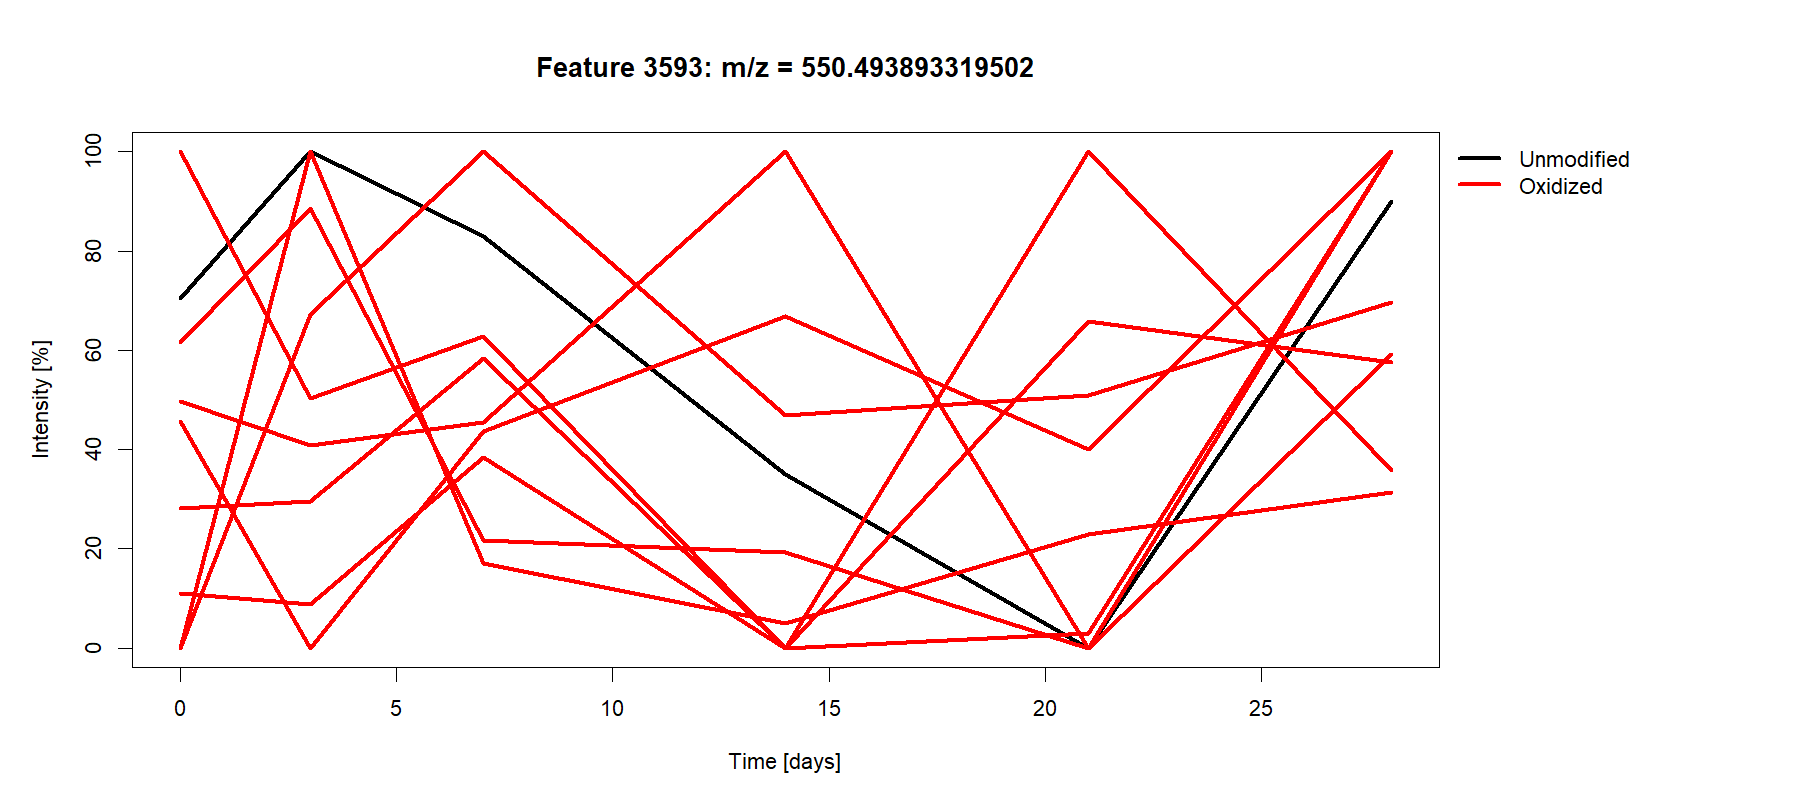 Feature 3593: m/z = 550.493893319502
Unmodified
Oxidized
Intensity [%]
100
80
60
40
20
0
0 5 10 15 20 25
Time [days]